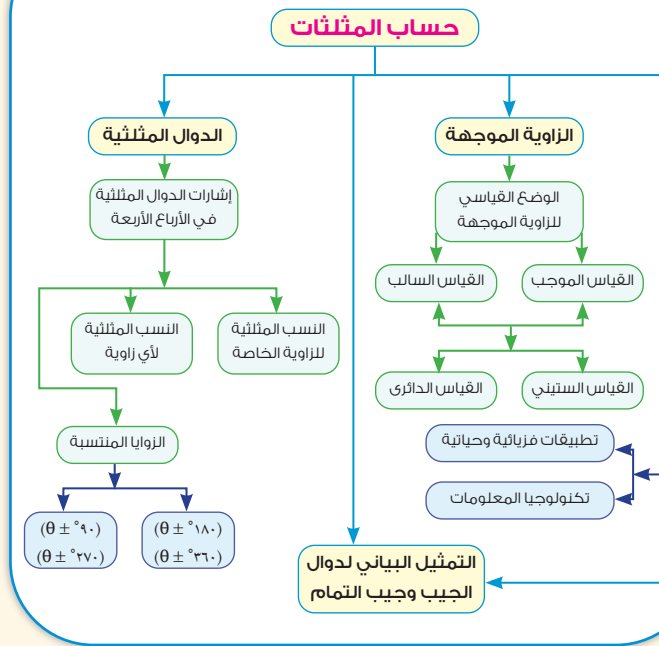 حساب المثلثات
الزاوية الموجهة
الوضع القياسي
للزاوية الموجهة
القياس الموجب
القياس السالب
القياس الستيني
القياس الدائرى
تطبيقات فزيائية وحياتية
تكنولوجيا المعلومات
الدوال المثلثية
إشارات الدوال المثلثية
في الأرباع الأربعة
النسب المثلثية
للزاوية الخاصة
النسب المثلثية
لأي زاوية
الزوايا المنتسبة
(θ ± °١٨٠)
(θ ± °٣٦٠)
(θ ± °٩٠)
(θ ± °٢٧٠)
التمثيل البياني لدوال
الجيب وجيب التمام